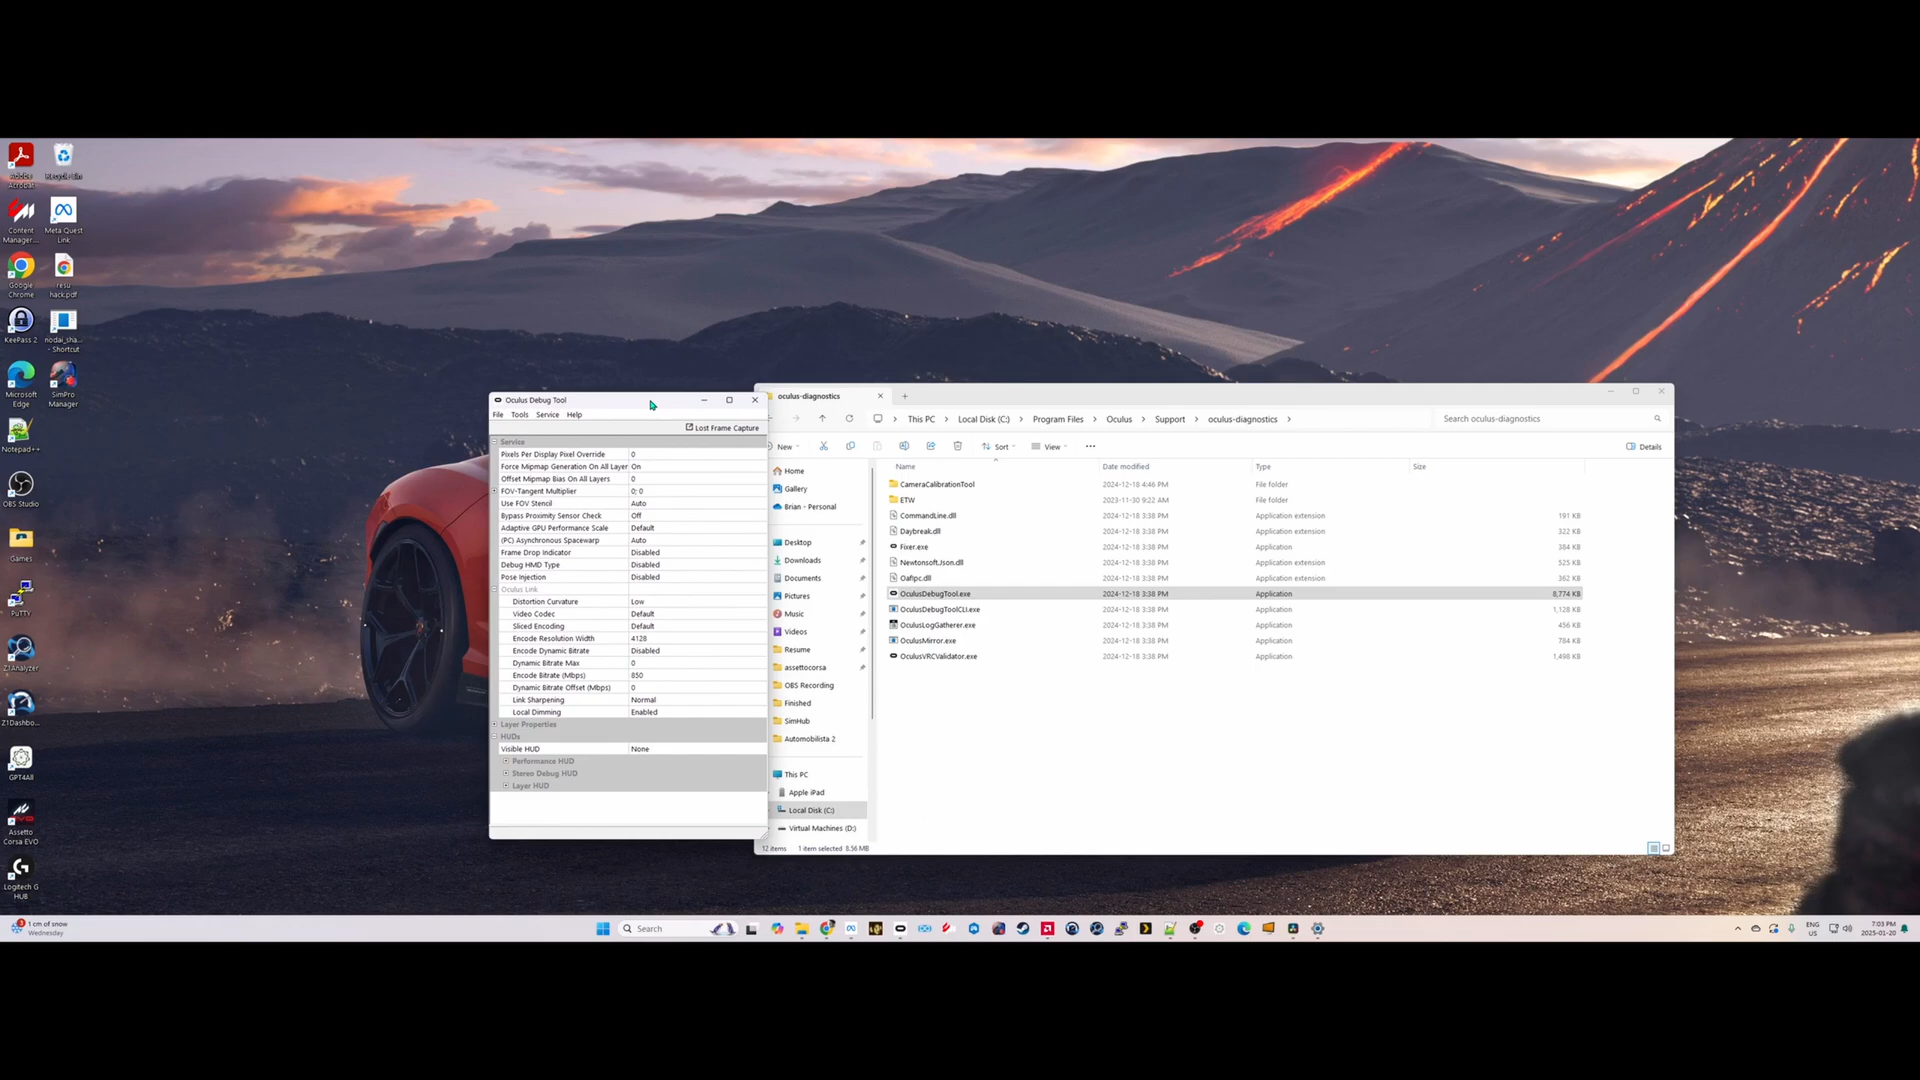 Adobe Acrobat
Recycle Bin
Content Manager...
Meta Quest Link
Google Chrome
resu hack.pdf
KeePass 2
nodai_sha... - Shortcut
Microsoft Edge
SimPro Manager
Notepad++
OBS Studio
Games
PuTTY
Z1Analyzer
Z1Dashbo...
GPT4All
Assetto Corsa EVO
Logitech G HUB
Oculus Debug Tool
File Tools Service Help
Lost Frame Capture
Service
Pixels Per Display Pixel Override 0
Force Mipmap Generation On All Layer On
Offset Mipmap Bias On All Layers 0
FOV-Tangent Multiplier 0; 0
Use FOV Stencil Auto
Bypass Proximity Sensor Check Off
Adaptive GPU Performance Scale Default
(PC) Asynchronous Spacewarp Auto
Frame Drop Indicator Disabled
Debug HMD Type Disabled
Pose Injection Disabled
Oculus Link
Distortion Curvature Low
Video Codec Default
Sliced Encoding Default
Encode Resolution Width 4128
Encode Dynamic Bitrate Disabled
Dynamic Bitrate Max 0
Encode Bitrate (Mbps) 850
Dynamic Bitrate Offset (Mbps) 0
Link Sharpening Normal
Local Dimming Enabled
Layer Properties
HUDs
Visible HUD None
Performance HUD
Stereo Debug HUD
Layer HUD
oculus-diagnostics
This PC > Local Disk (C:) > Program Files > Oculus > Support > oculus-diagnostics >
Search oculus-diagnostics
New Sort View Details
Home
Gallery
Brian - Personal
Desktop
Downloads
Documents
Pictures
Music
Videos
Resume
assettocorsa
OBS Recording
Finished
SimHub
Automobilista 2
This PC
Apple iPad
Local Disk (C:)
Virtual Machines (D:)
Name Date modified Type Size
CameraCalibrationTool 2024-12-18 4:46 PM File folder
ETW 2023-11-30 9:22 AM File folder
CommandLine.dll 2024-12-18 3:38 PM Application extension 191 KB
Daybreak.dll 2024-12-18 3:38 PM Application extension 322 KB
Fixer.exe 2024-12-18 3:38 PM Application 384 KB
Newtonsoft.Json.dll 2024-12-18 3:38 PM Application extension 525 KB
Oafipc.dll 2024-12-18 3:38 PM Application extension 362 KB
OculusDebugTool.exe 2024-12-18 3:38 PM Application 8,774 KB
OculusDebugToolCLI.exe 2024-12-18 3:38 PM Application 1,128 KB
OculusLogGatherer.exe 2024-12-18 3:38 PM Application 456 KB
OculusMirror.exe 2024-12-18 3:38 PM Application 784 KB
OculusVRCValidator.exe 2024-12-18 3:38 PM Application 1,498 KB
12 items 1 item selected 8.56 MB
1 cm of snow
Wednesday
Search
ENG
US
7:03 PM
2025-01-20